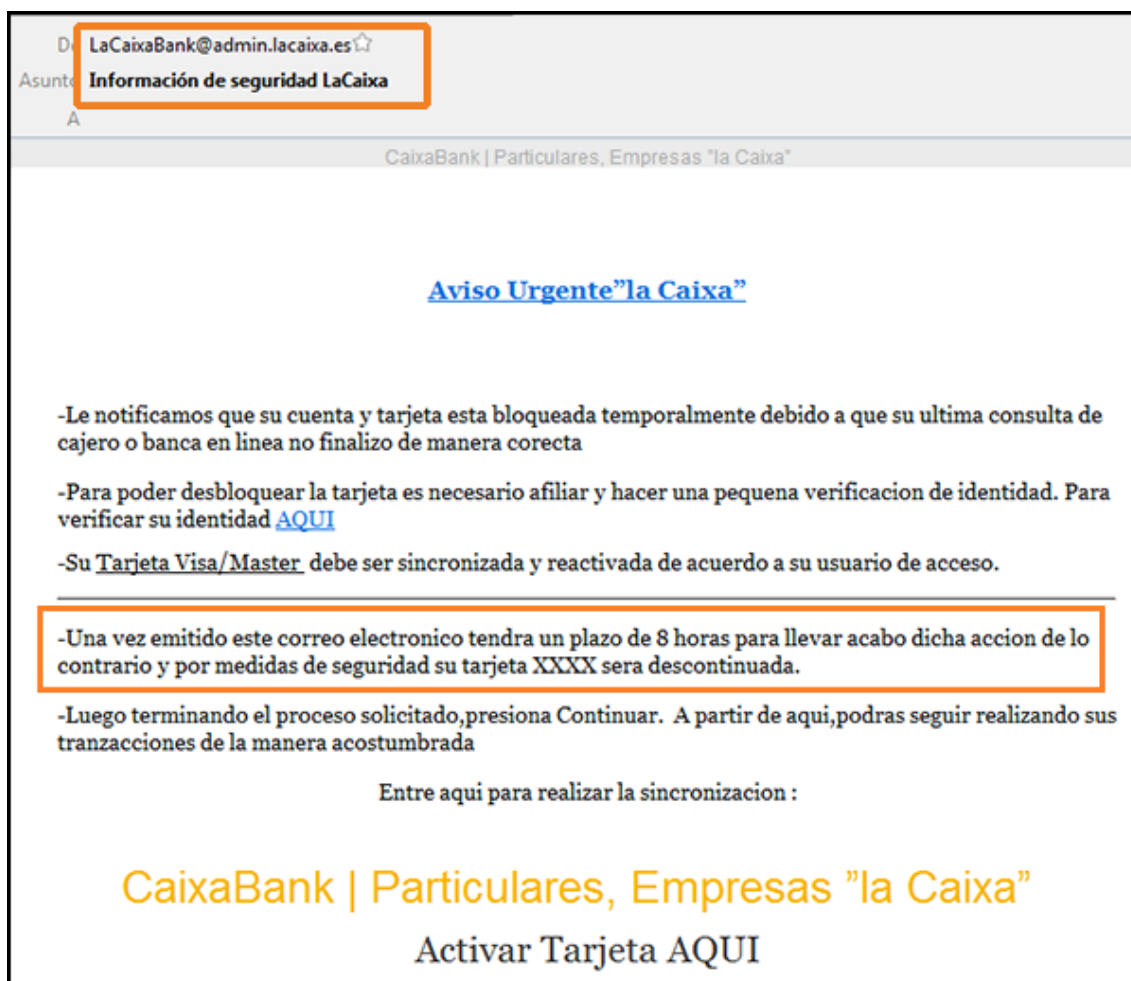 De LaCaixaBank@admin.lacaixa.es
Asunto Información de seguridad LaCaixa
A
CaixaBank | Particulares, Empresas "la Caixa"
Aviso Urgente”la Caixa”
-Le notificamos que su cuenta y tarjeta esta bloqueada temporalmente debido a que su ultima consulta de
cajero o banca en linea no finalizo de manera corecta
-Para poder desbloquear la tarjeta es necesario afiliar y hacer una pequena verificacion de identidad. Para
verificar su identidad AQUI
-Su Tarjeta Visa/Master debe ser sincronizada y reactivada de acuerdo a su usuario de acceso.
-Una vez emitido este correo electronico tendra un plazo de 8 horas para llevar acabo dicha accion de lo
contrario y por medidas de seguridad su tarjeta XXXX sera descontinuada.
-Luego terminando el proceso solicitado,presiona Continuar. A partir de aqui,podras seguir realizando sus
tranzacciones de la manera acostumbrada
Entre aqui para realizar la sincronizacion :
CaixaBank | Particulares, Empresas ”la Caixa”
Activar Tarjeta AQUI